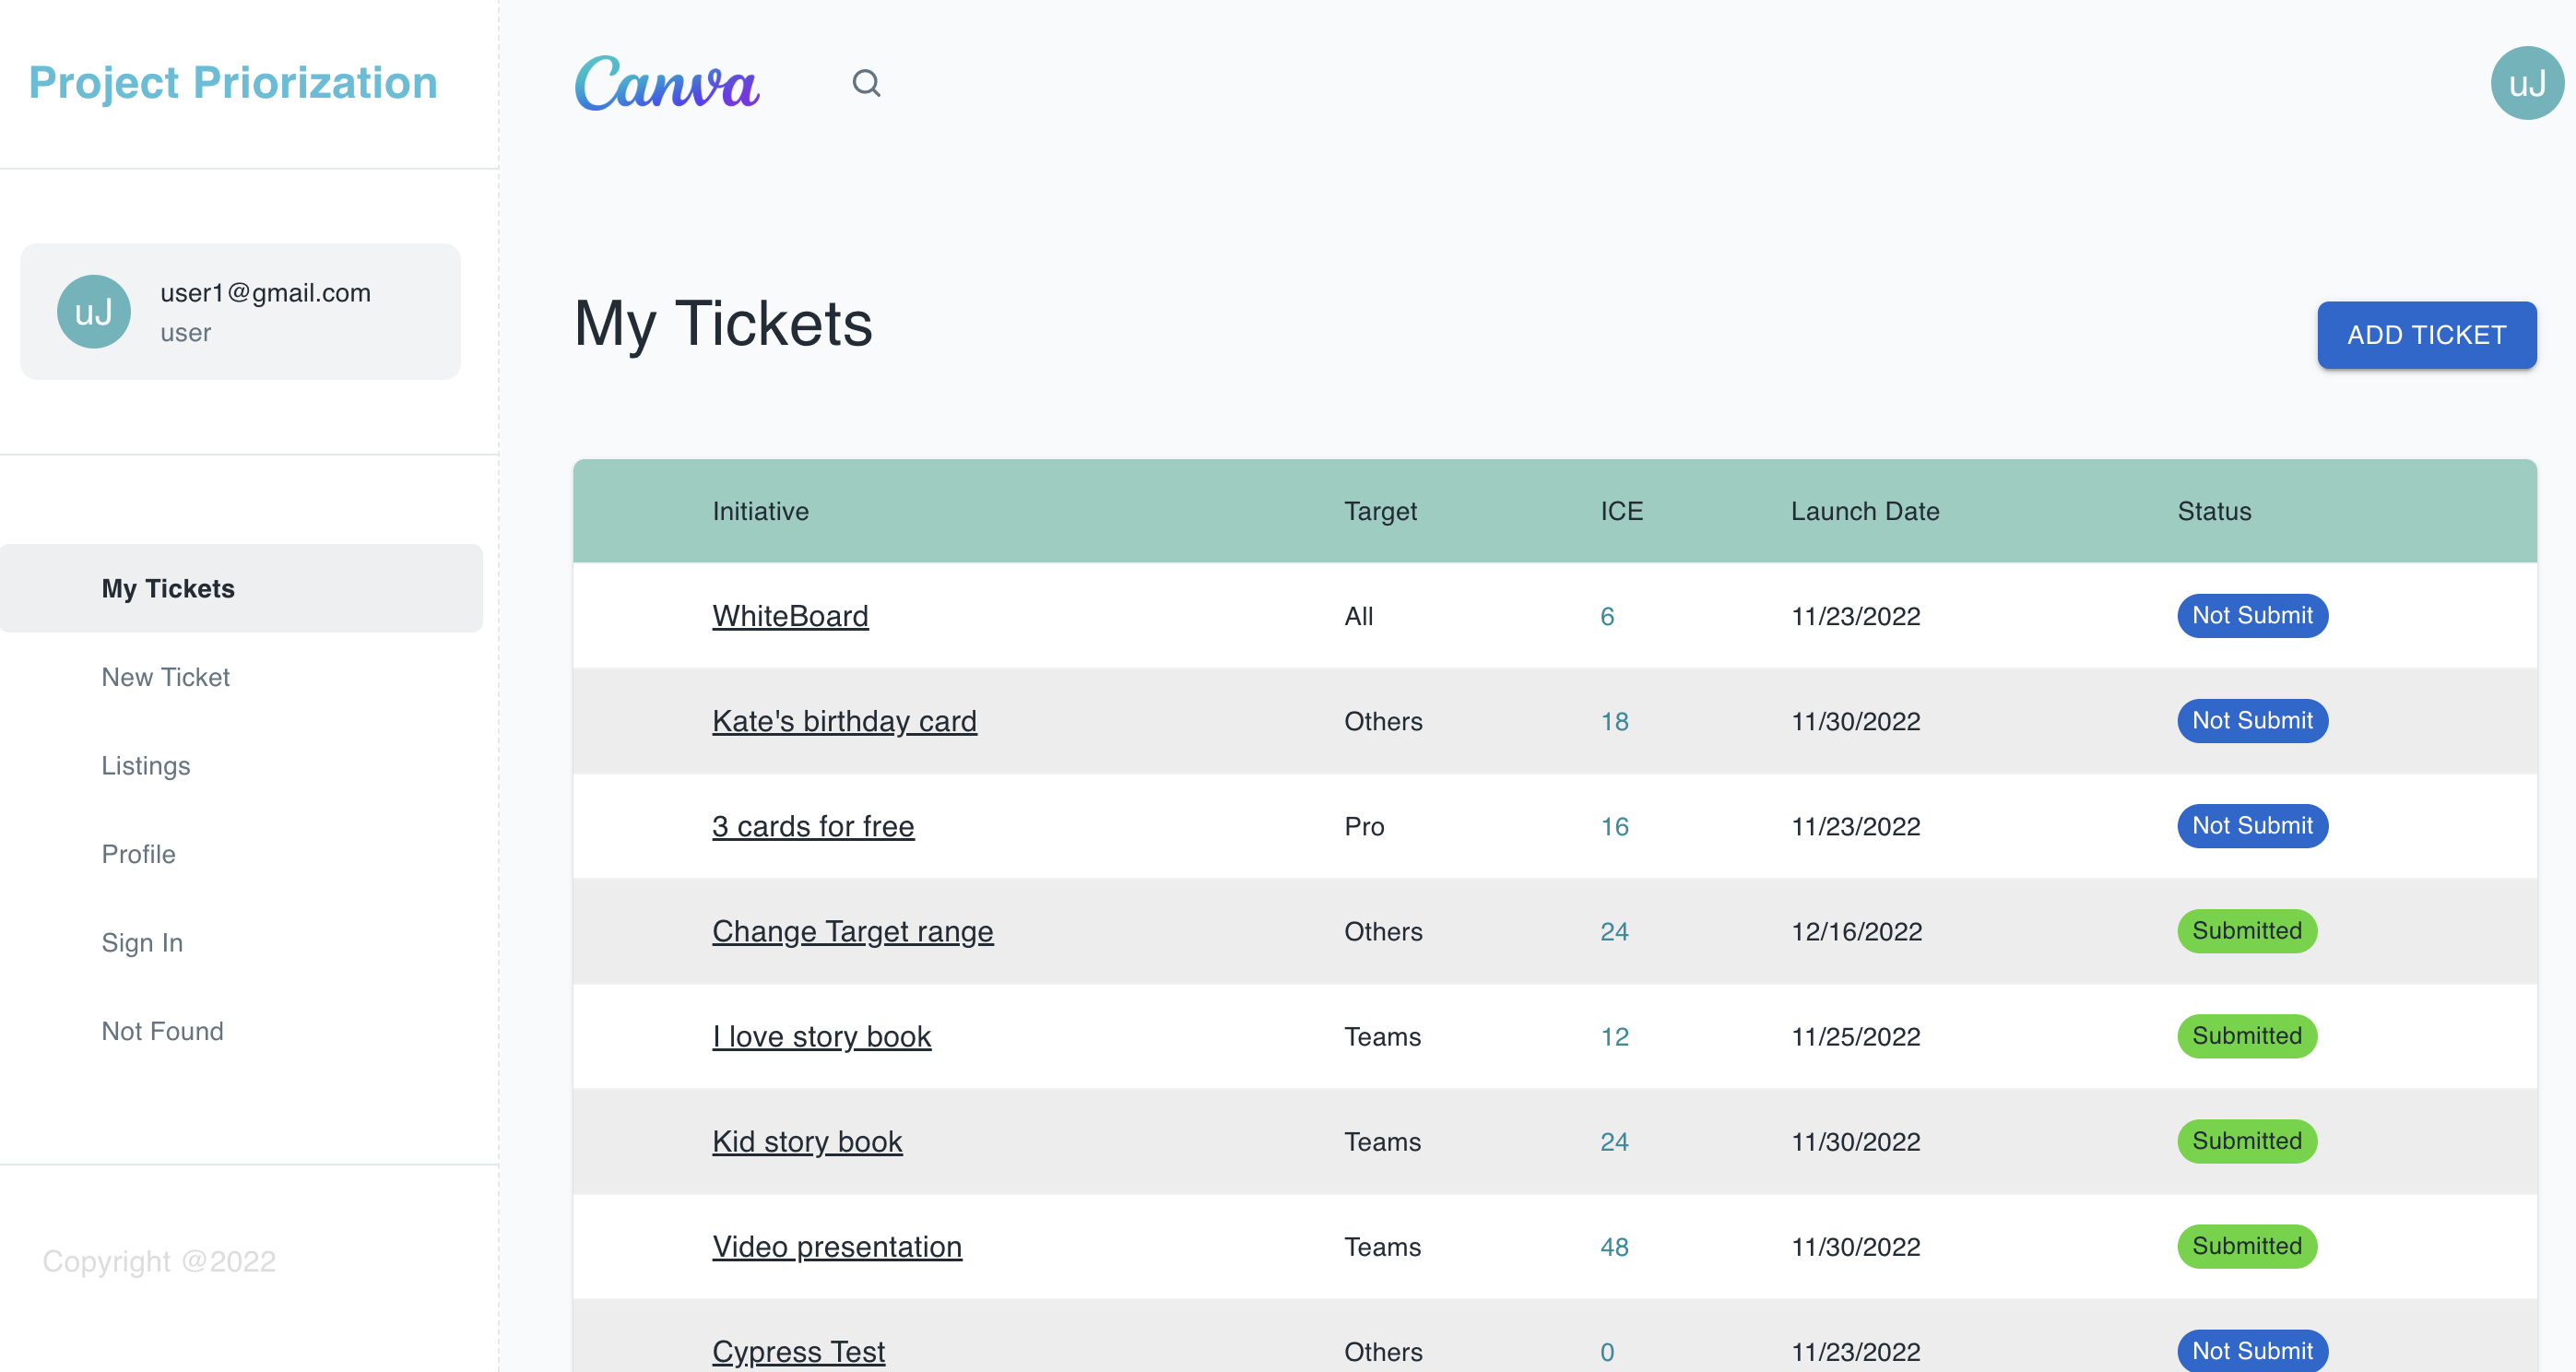 Project Priorization
Canva
uJ
uJ
user1@gmail.com
user
My Tickets
ADD TICKET
My Tickets
New Ticket
Listings
Profile
Sign In
Not Found
Copyright @2022
Initiative Target ICE Launch Date Status
WhiteBoard All 6 11/23/2022 Not Submit
Kate's birthday card Others 18 11/30/2022 Not Submit
3 cards for free Pro 16 11/23/2022 Not Submit
Change Target range Others 24 12/16/2022 Submitted
I love story book Teams 12 11/25/2022 Submitted
Kid story book Teams 24 11/30/2022 Submitted
Video presentation Teams 48 11/30/2022 Submitted
Cypress Test Others 0 11/23/2022 Not Submit